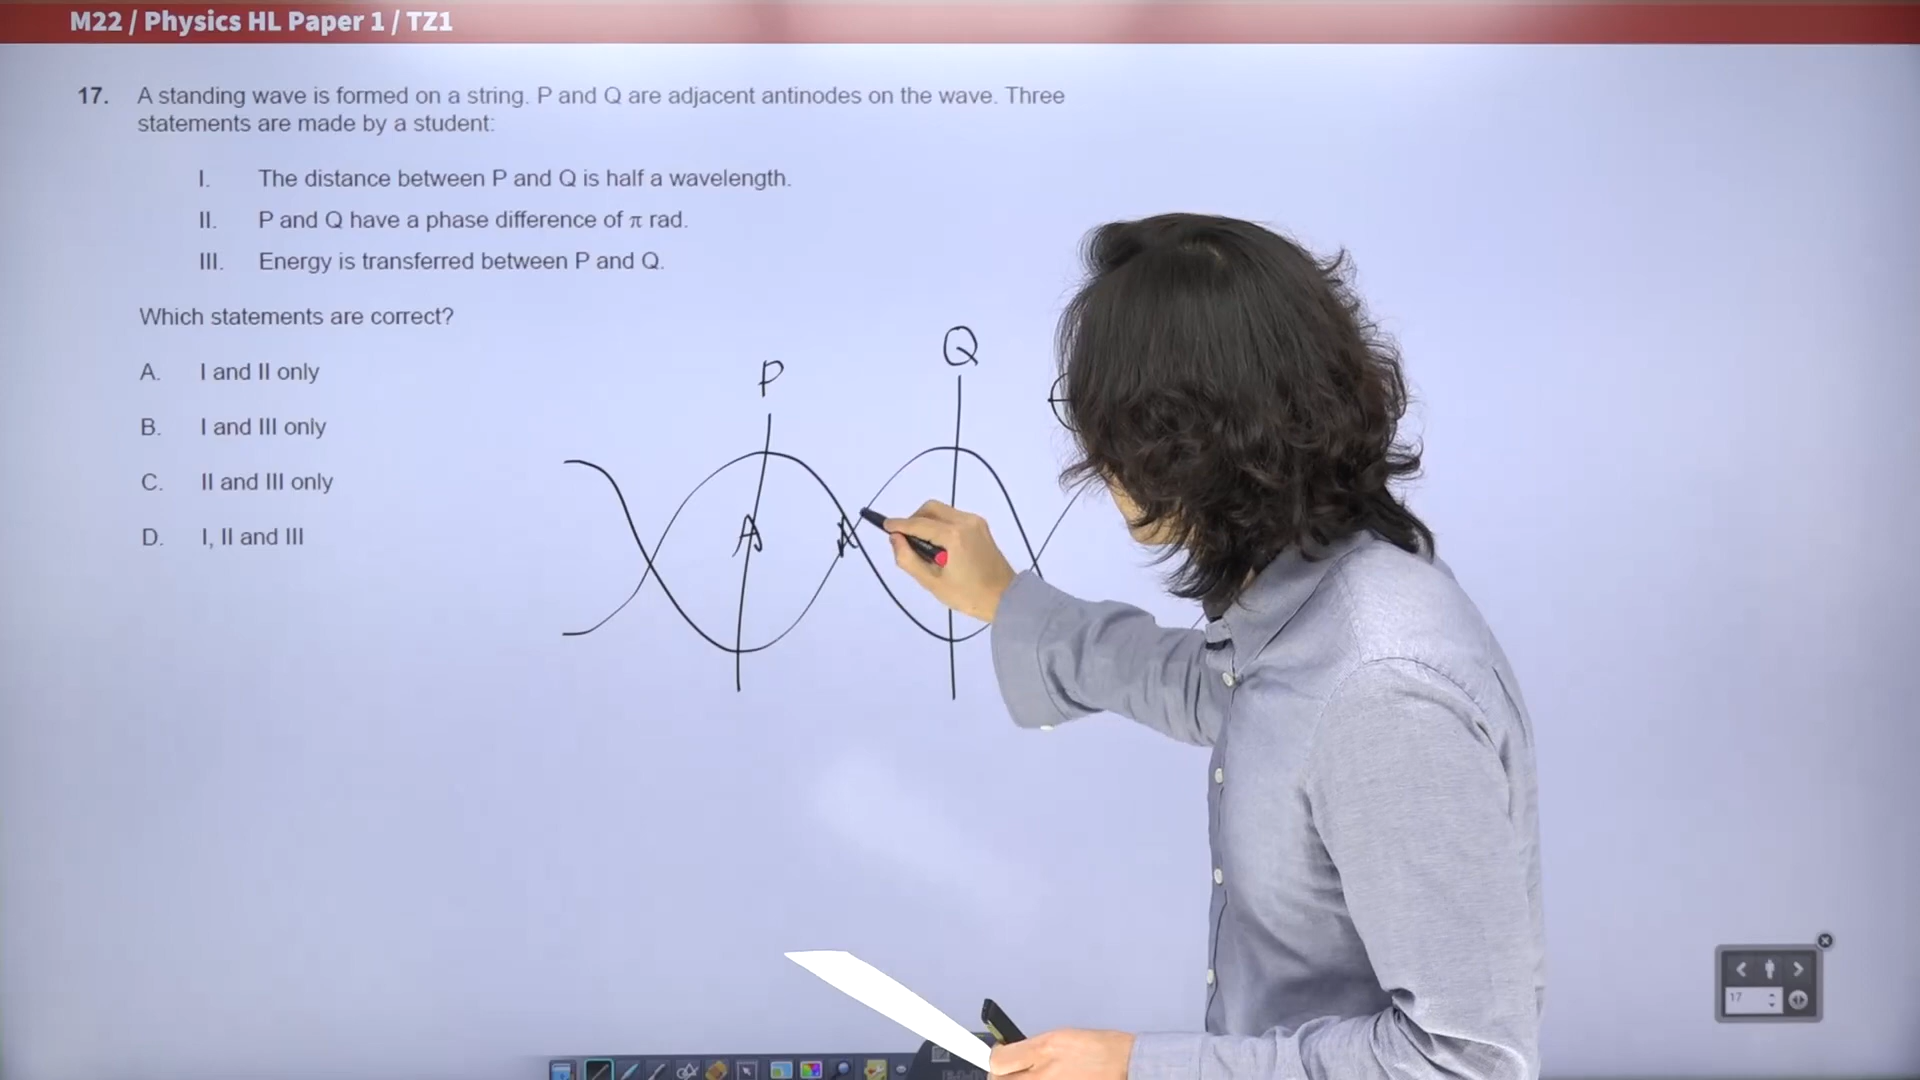 M22 / Physics HL Paper 1 / TZ1
17. A standing wave is formed on a string. P and Q are adjacent antinodes on the wave. Three
statements are made by a student:
I. The distance between P and Q is half a wavelength.
II. P and Q have a phase difference of π rad.
III. Energy is transferred between P and Q.
Which statements are correct?
A. I and II only
B. I and III only
C. II and III only
D. I, II and III
P
Q
A
17